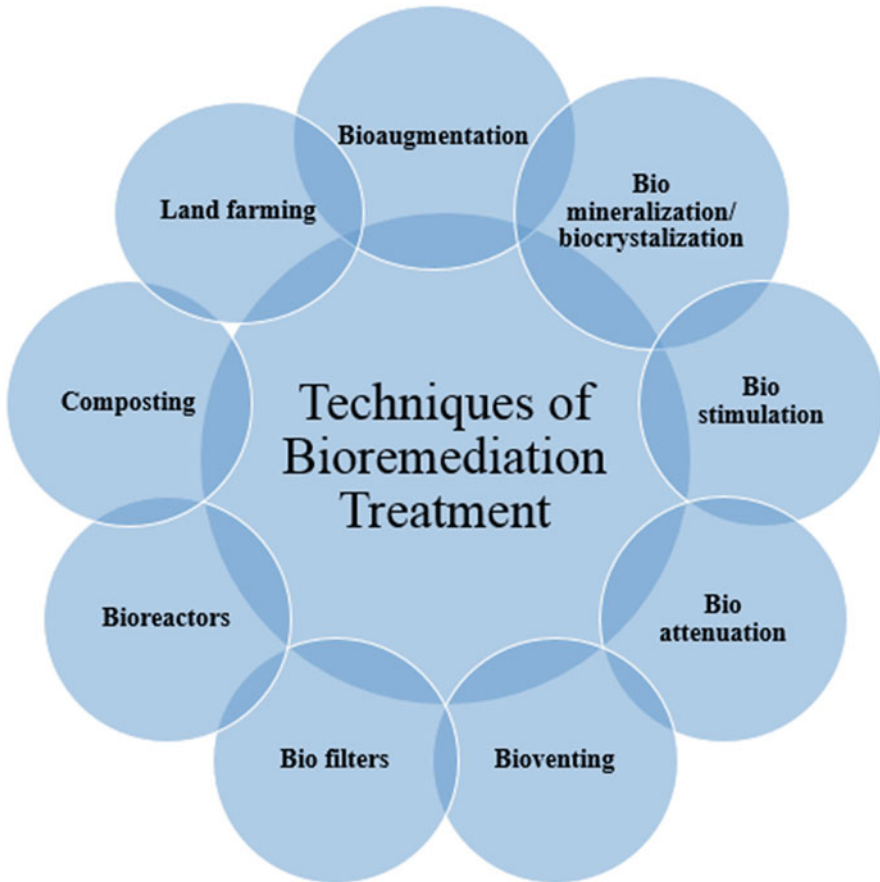 Bioaugmentation
Bio
mineralization/
biocrystalization
Bio
stimulation
Bio
attenuation
Bioventing
Bio filters
Bioreactors
Composting
Land farming
Techniques of
Bioremediation
Treatment